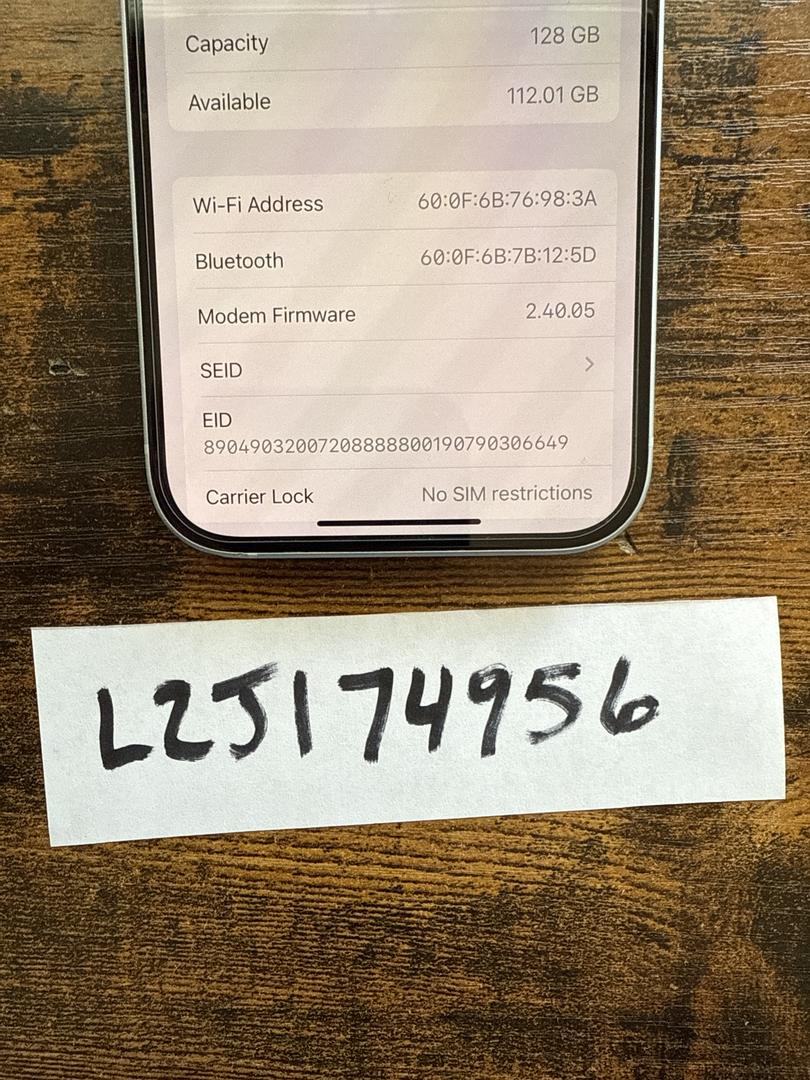 Capacity 128 GB
Available 112.01 GB
Wi-Fi Address 60:0F:6B:76:98:3A
Bluetooth 60:0F:6B:7B:12:5D
Modem Firmware 2.40.05
SEID
EID
89049032007208888800190790306649
Carrier Lock No SIM restrictions
L2J174956